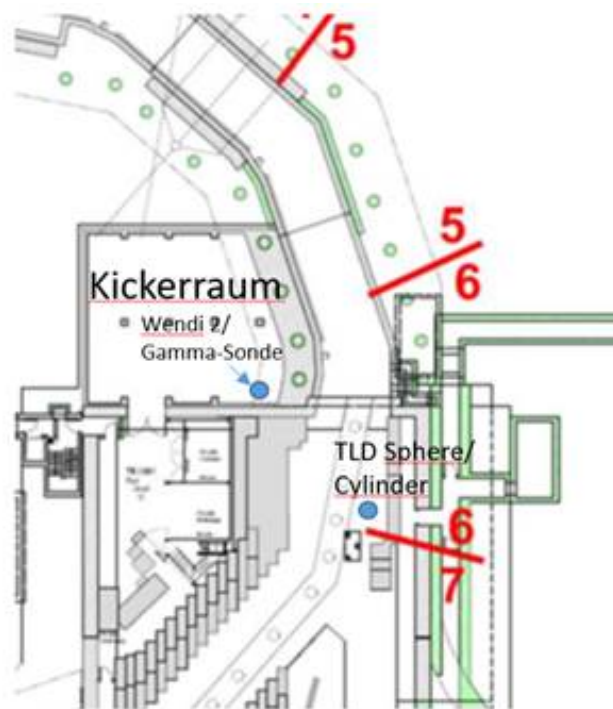 5
5
6
Kickerraum
Wendi 2/
Gamma-Sonde
TLD Sphere/
Cylinder
6
7